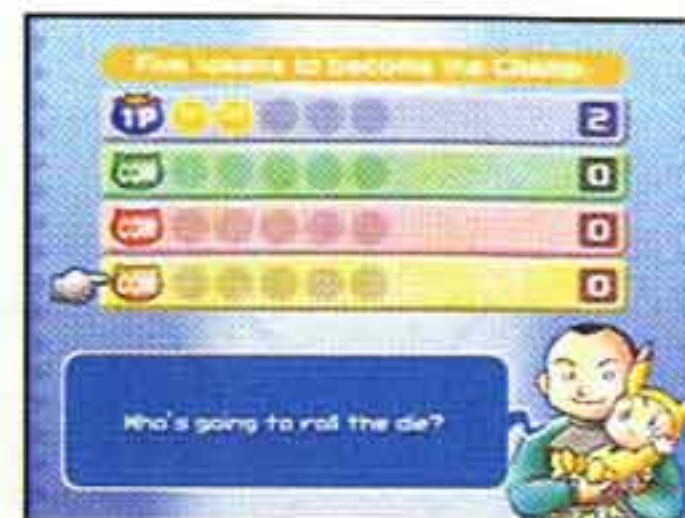 Five tokens to become the Champ.
1P 2
COM 0
COM 0
COM 0
Who's going to roll the die?